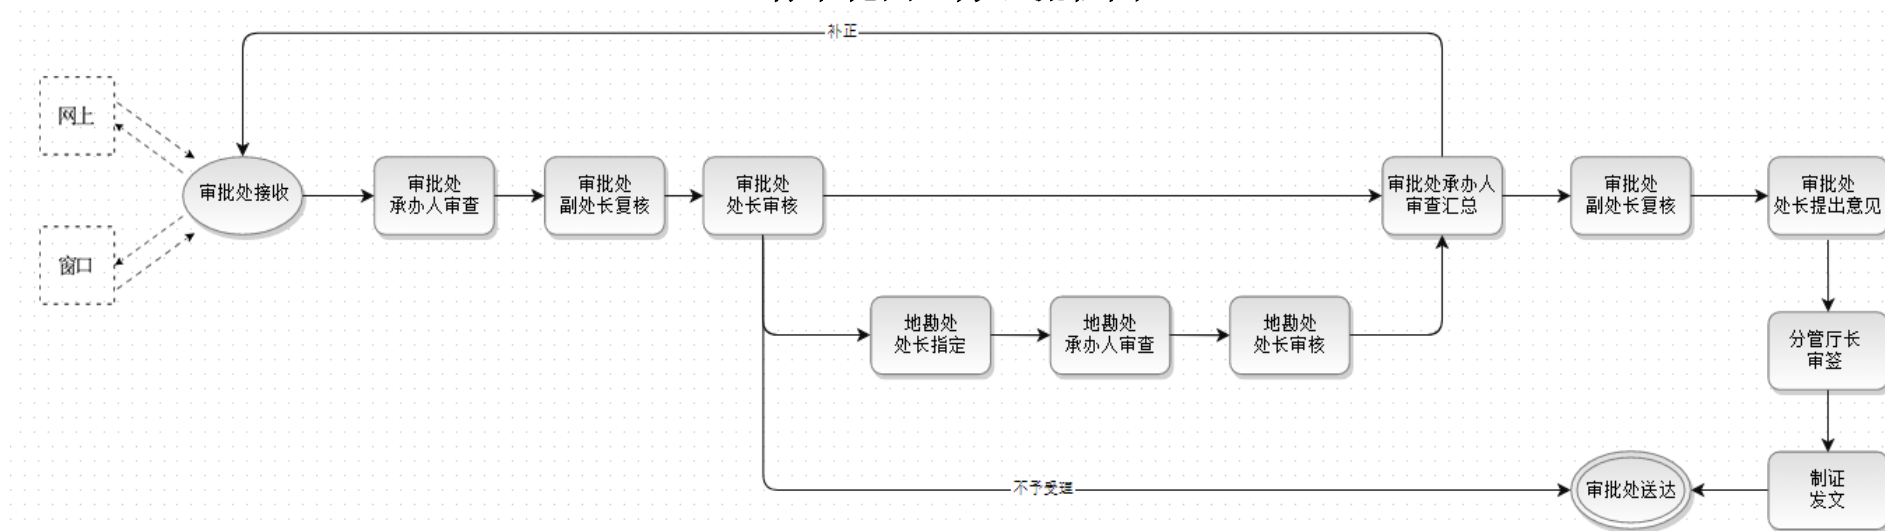 补正
网上
审批处接收
审批处
承办人审查
审批处
副处长复核
审批处
处长审核
审批处承办人
审查汇总
审批处
副处长复核
审批处
处长提出意见
窗口
地勘处
处长指定
地勘处
承办人审查
地勘处
处长审核
分管厅长
审签
不予受理
审批处送达
制证
发文